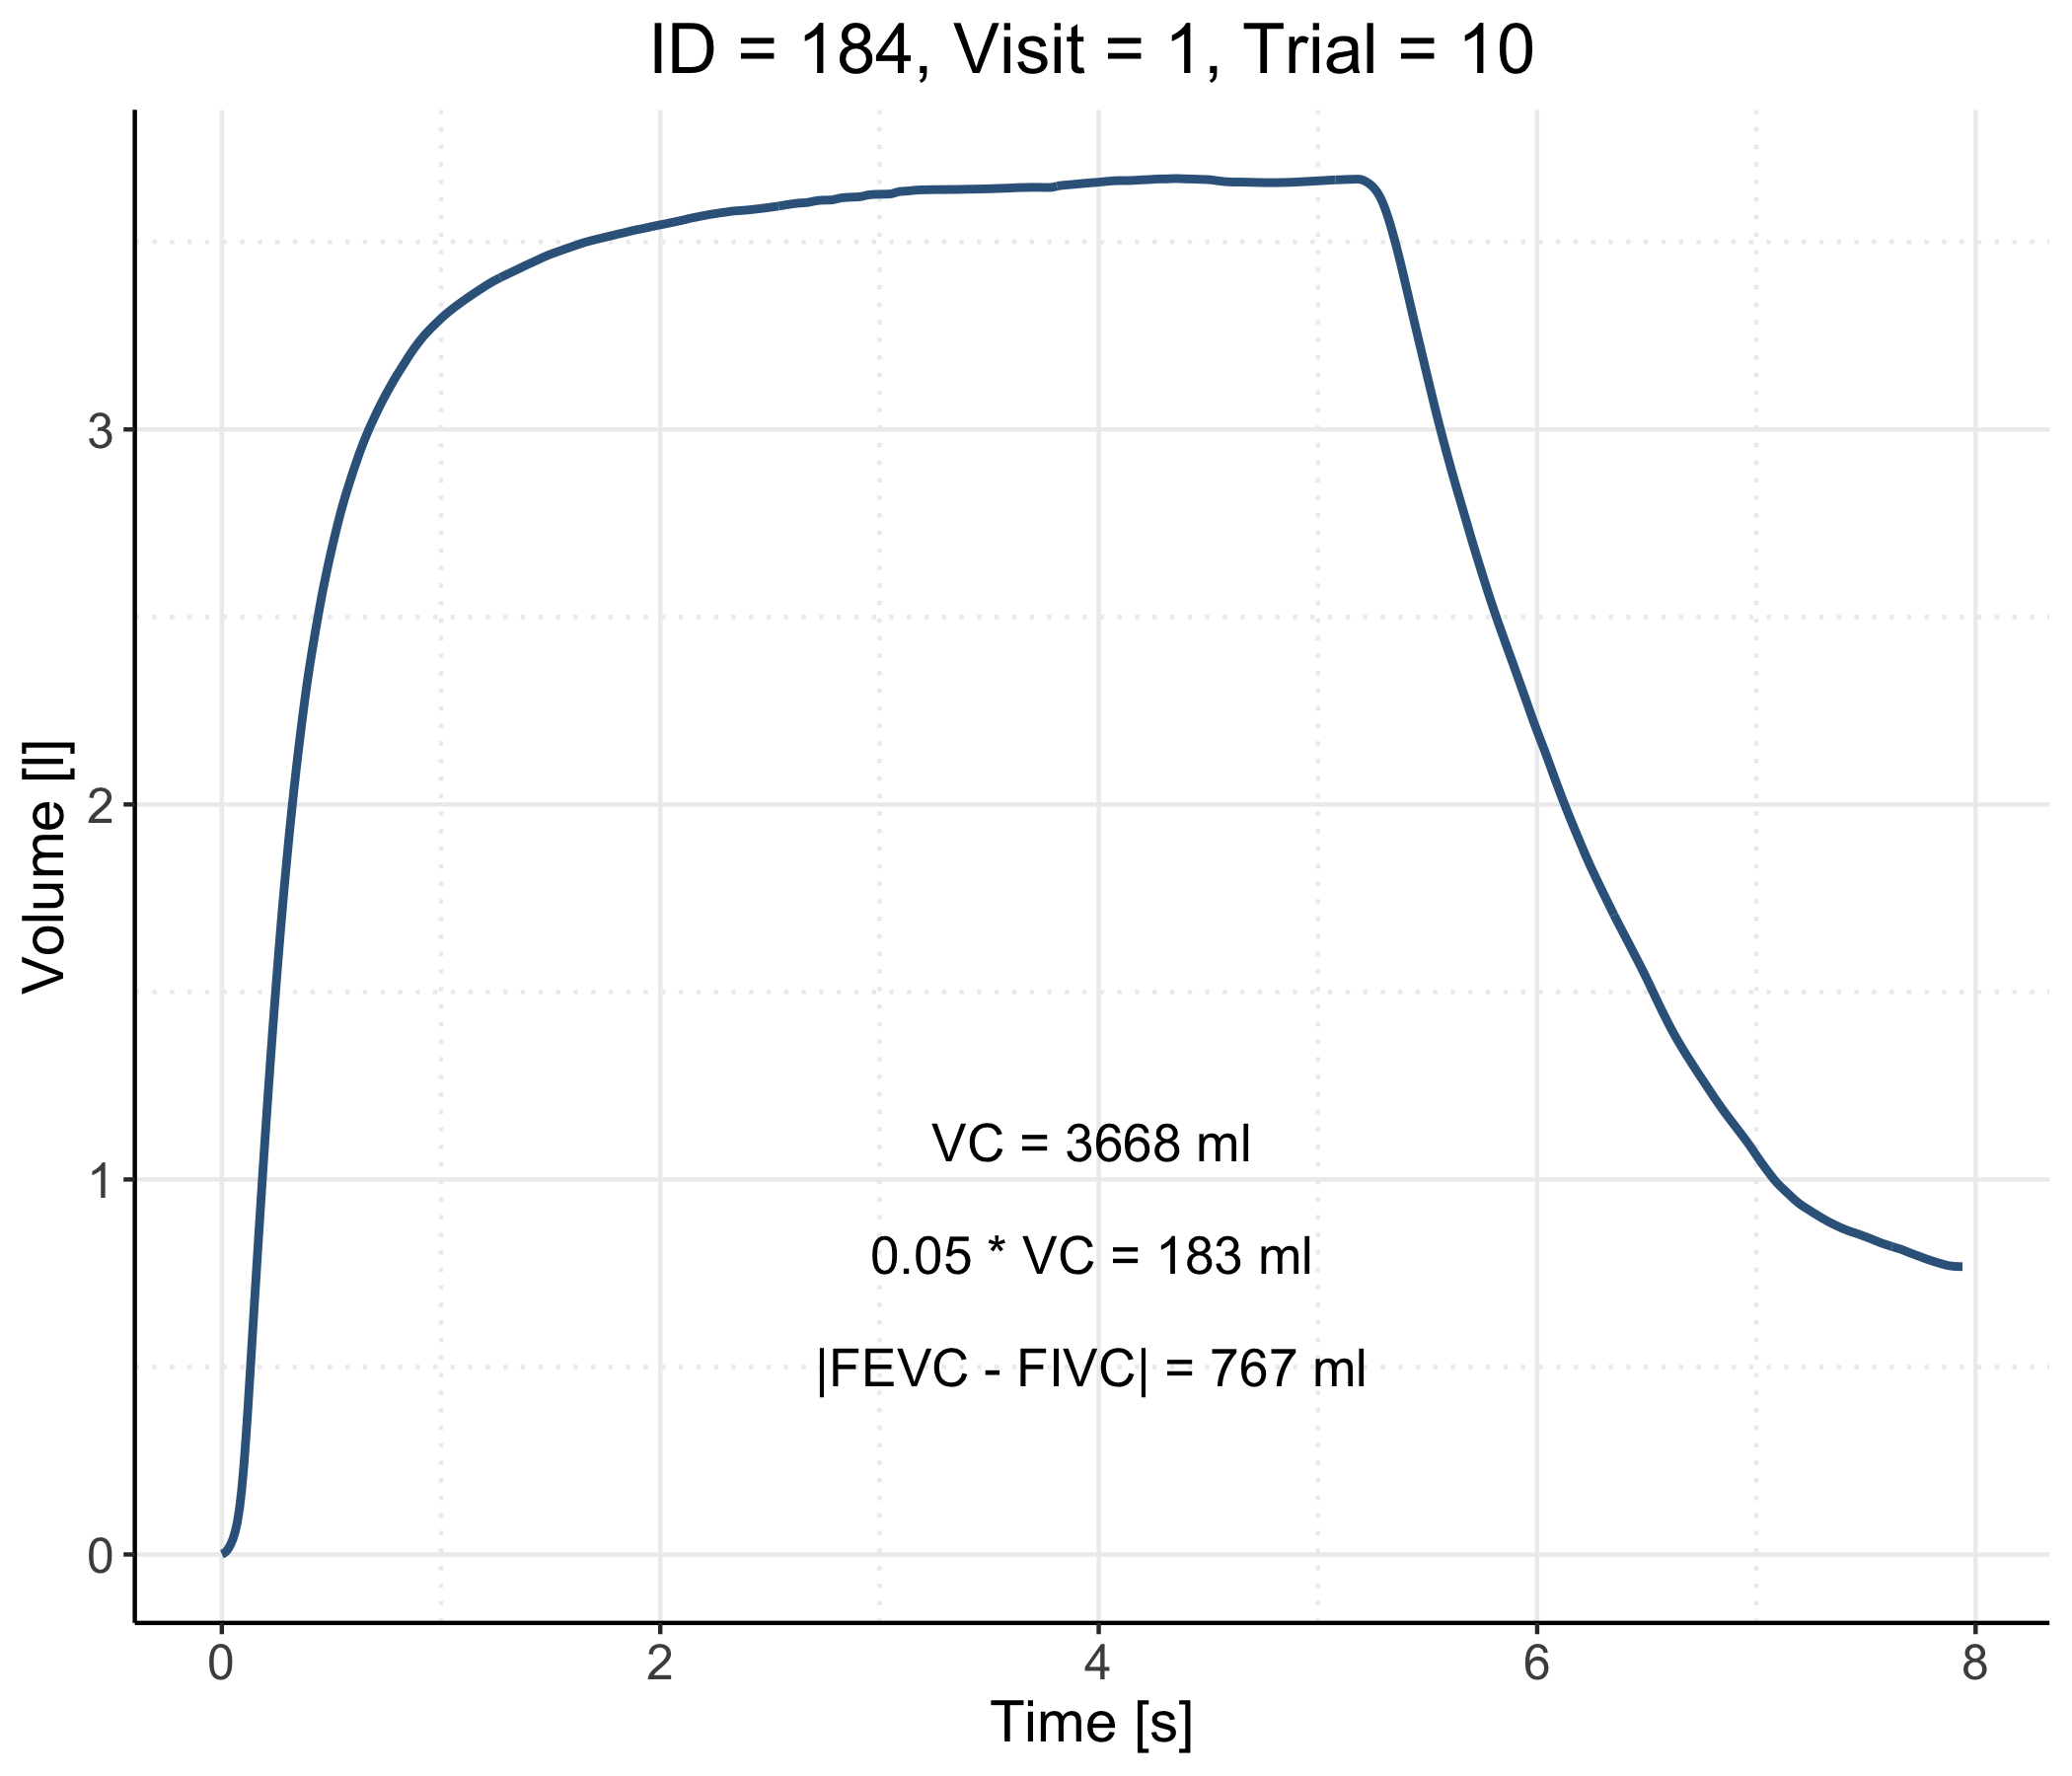 ID = 184, Visit = 1, Trial = 10
Volume [l]
3
2
1
0
VC = 3668 ml
0.05 * VC = 183 ml
|FEVC - FIVC| = 767 ml
0 2 4 6 8
Time [s]